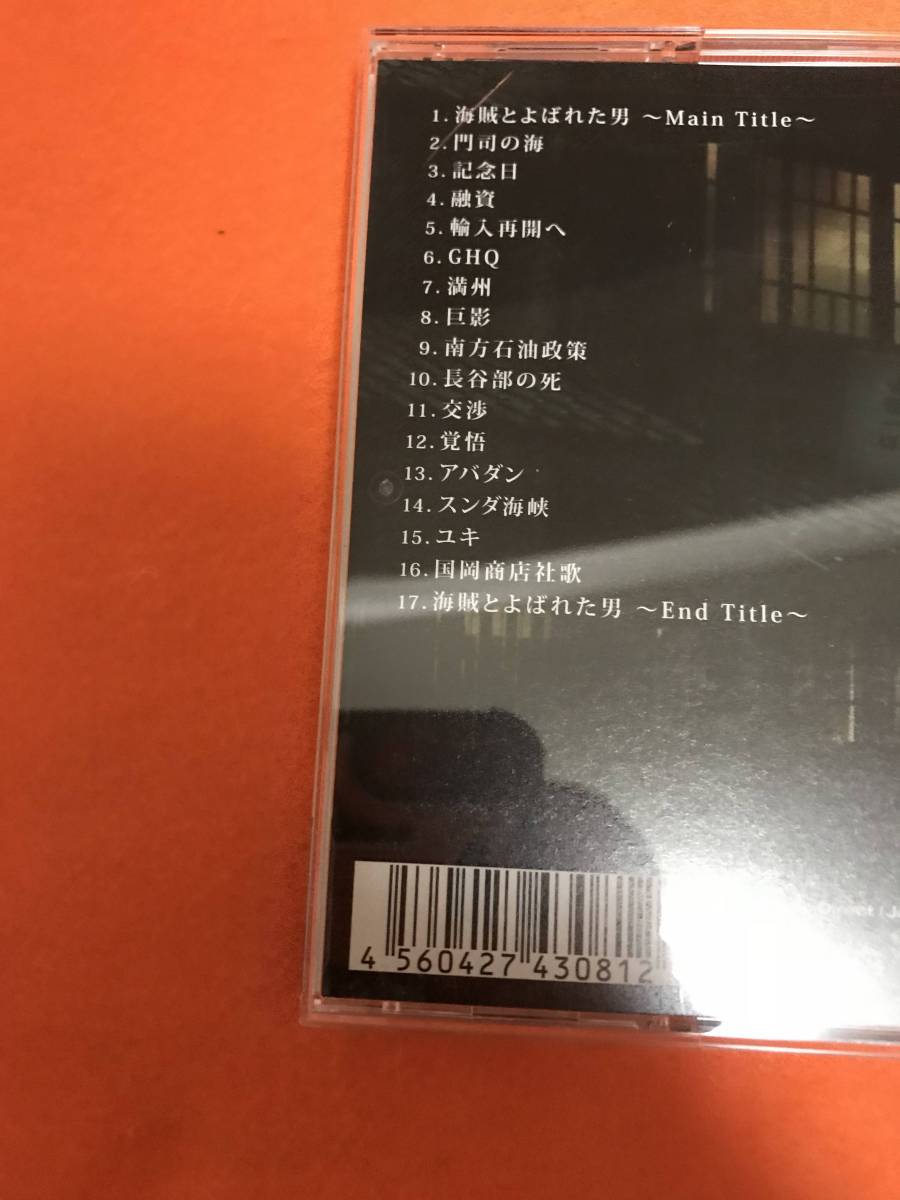 1. 海賊とよばれた男 〜Main Title〜
2. 門司の海
3. 記念日
4. 融資
5. 輸入再開へ
6. GHQ
7. 満州
8. 巨影
9. 南方石油政策
10. 長谷部の死
11. 交渉
12. 覚悟
13. アバダン
14. スンダ海峡
15. ユキ
16. 国岡商店社歌
17. 海賊とよばれた男 〜End Title〜
4 560427 430812